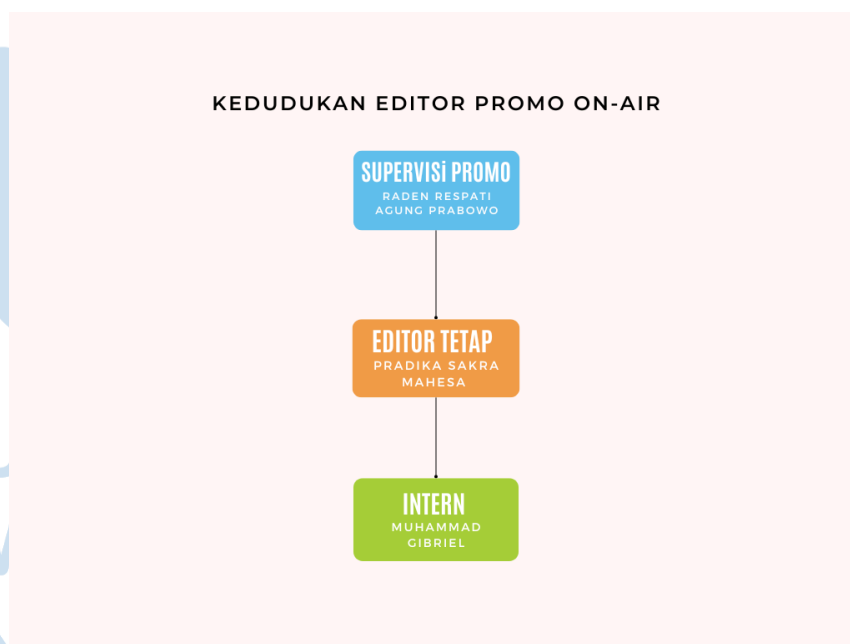 KEDUDUKAN EDITOR PROMO ON-AIR
SUPERVISi PROMO
RADEN RESPATI
AGUNG PRABOWO
EDITOR TETAP
PRADIKA SAKRA
MAHESA
INTERN
MUHAMMAD
GIBRIEL